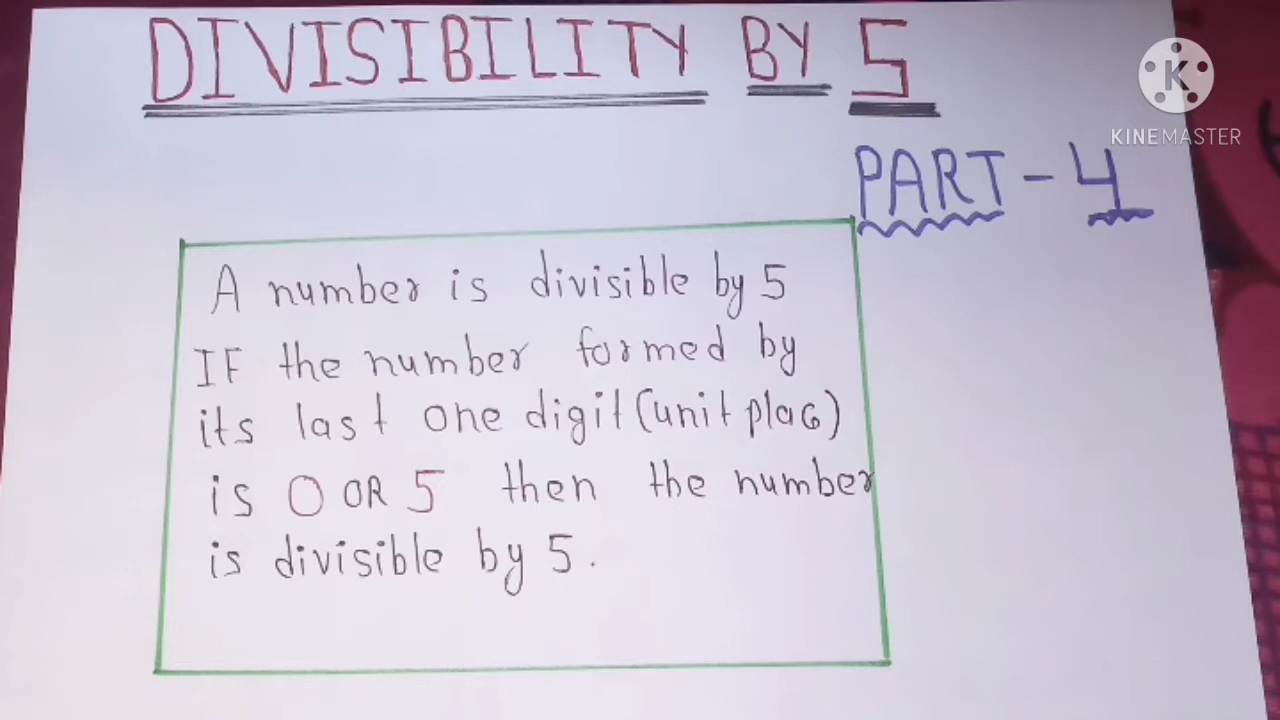 DIVISIBILITY BY 5
KINEMASTER
PART-4
A number is divisible by 5
IF the number formed by
its last one digit (unit place)
is 0 OR 5 then the number
is divisible by 5.